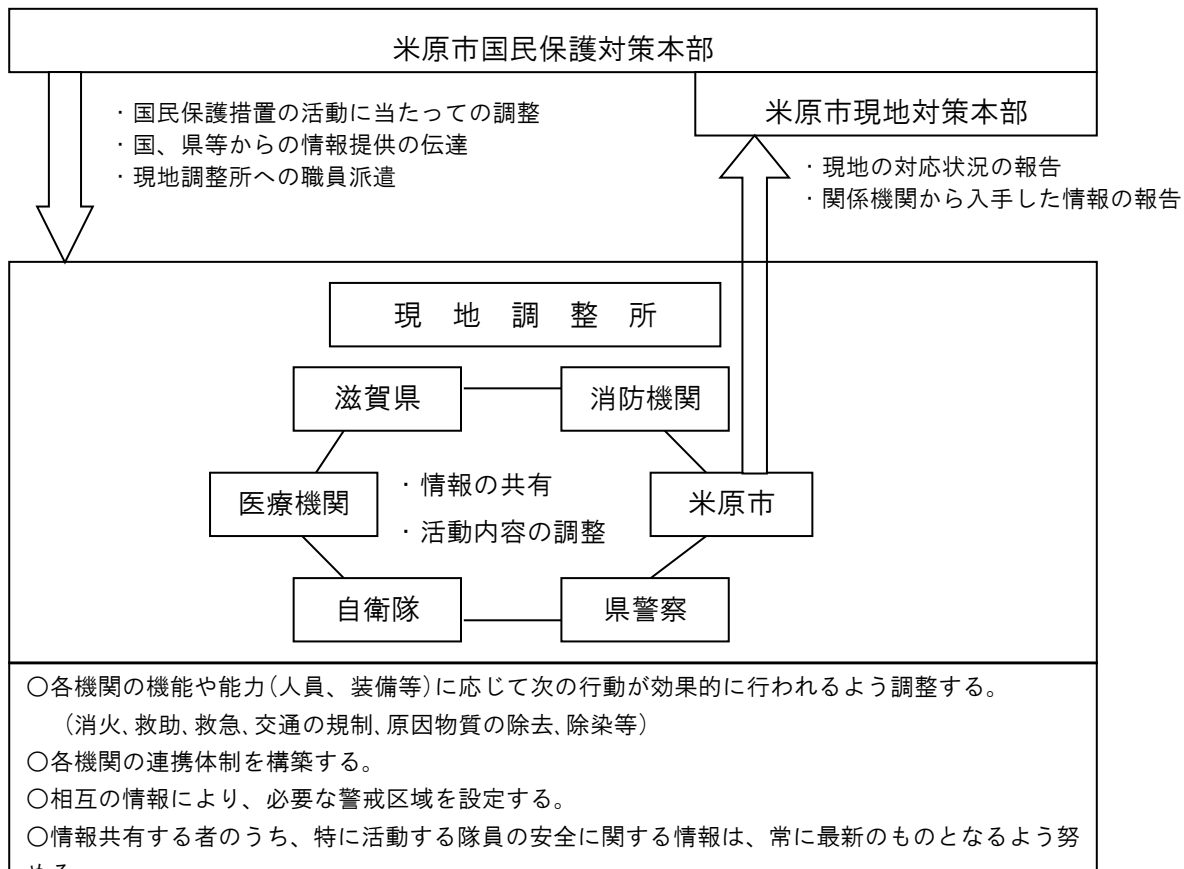 米原市国民保護対策本部
米原市現地対策本部
・国民保護措置の活動に当たっての調整
・国、県等からの情報提供の伝達
・現地調整所への職員派遣
・現地の対応状況の報告
・関係機関から入手した情報の報告
現　地　調　整　所
滋賀県
消防機関
医療機関
・情報の共有
・活動内容の調整
米原市
自衛隊
県警察
〇各機関の機能や能力(人員、装備等)に応じて次の行動が効果的に行われるよう調整する。
（消火、救助、救急、交通の規制、原因物質の除去、除染等）
〇各機関の連携体制を構築する。
〇相互の情報により、必要な警戒区域を設定する。
〇情報共有する者のうち、特に活動する隊員の安全に関する情報は、常に最新のものとなるよう努